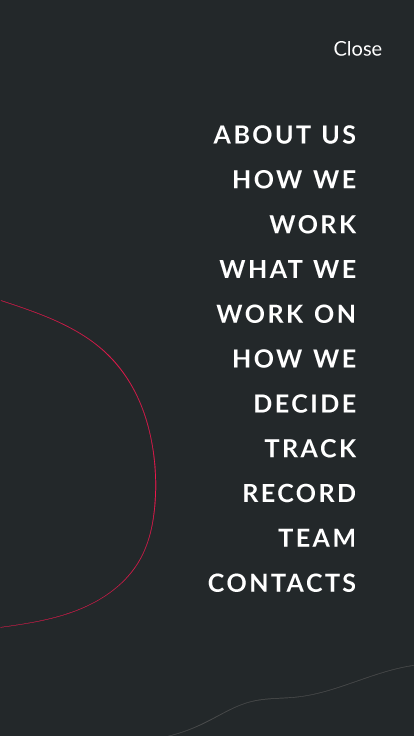 Close
ABOUT US
HOW WE
WORK
WHAT WE
WORK ON
HOW WE
DECIDE
TRACK
RECORD
TEAM
CONTACTS